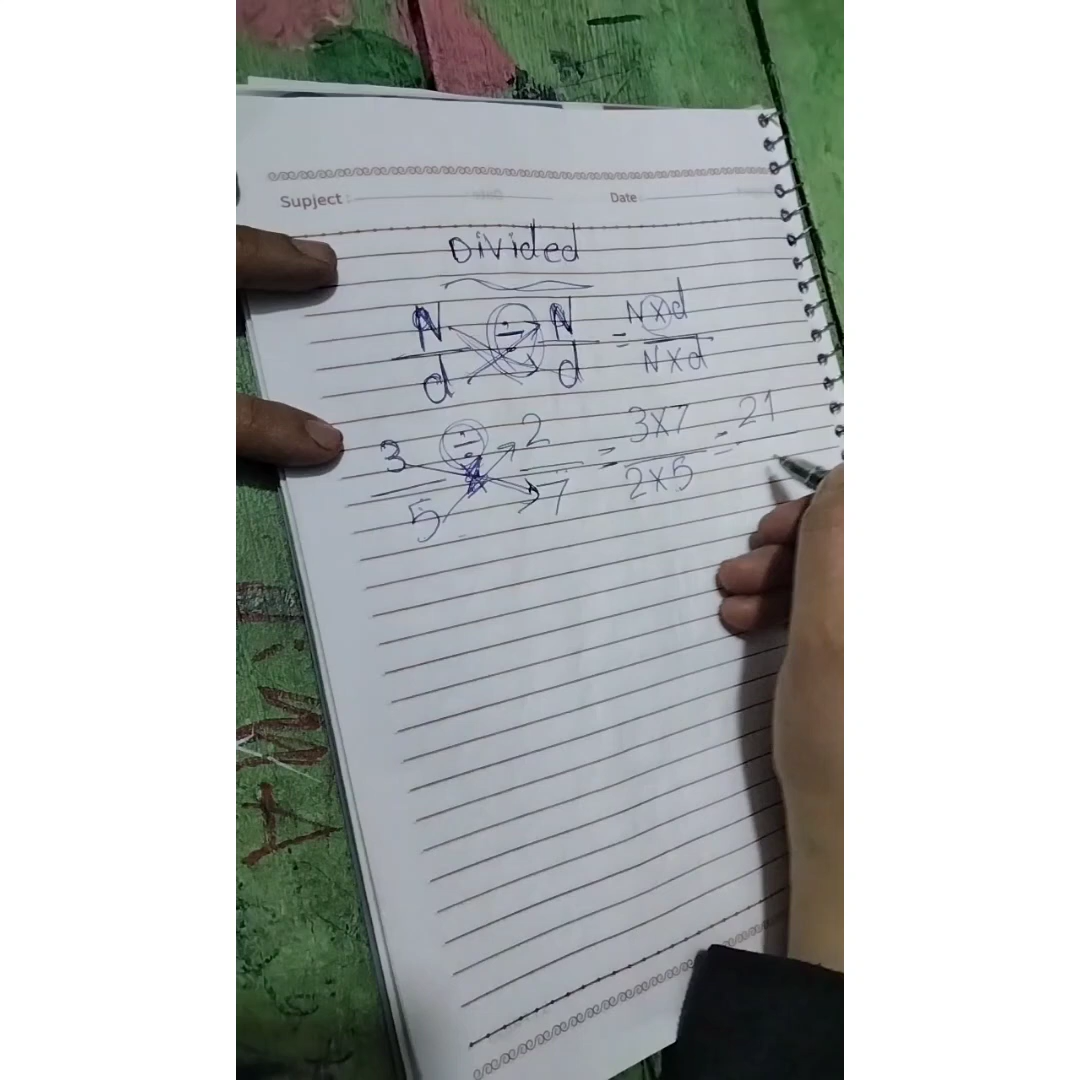 Supject : Date
Divided
N/d ÷ N/d = N x d / N x d
3/5 ÷ 2/7 = 3 x 7 / 2 x 5 = 21